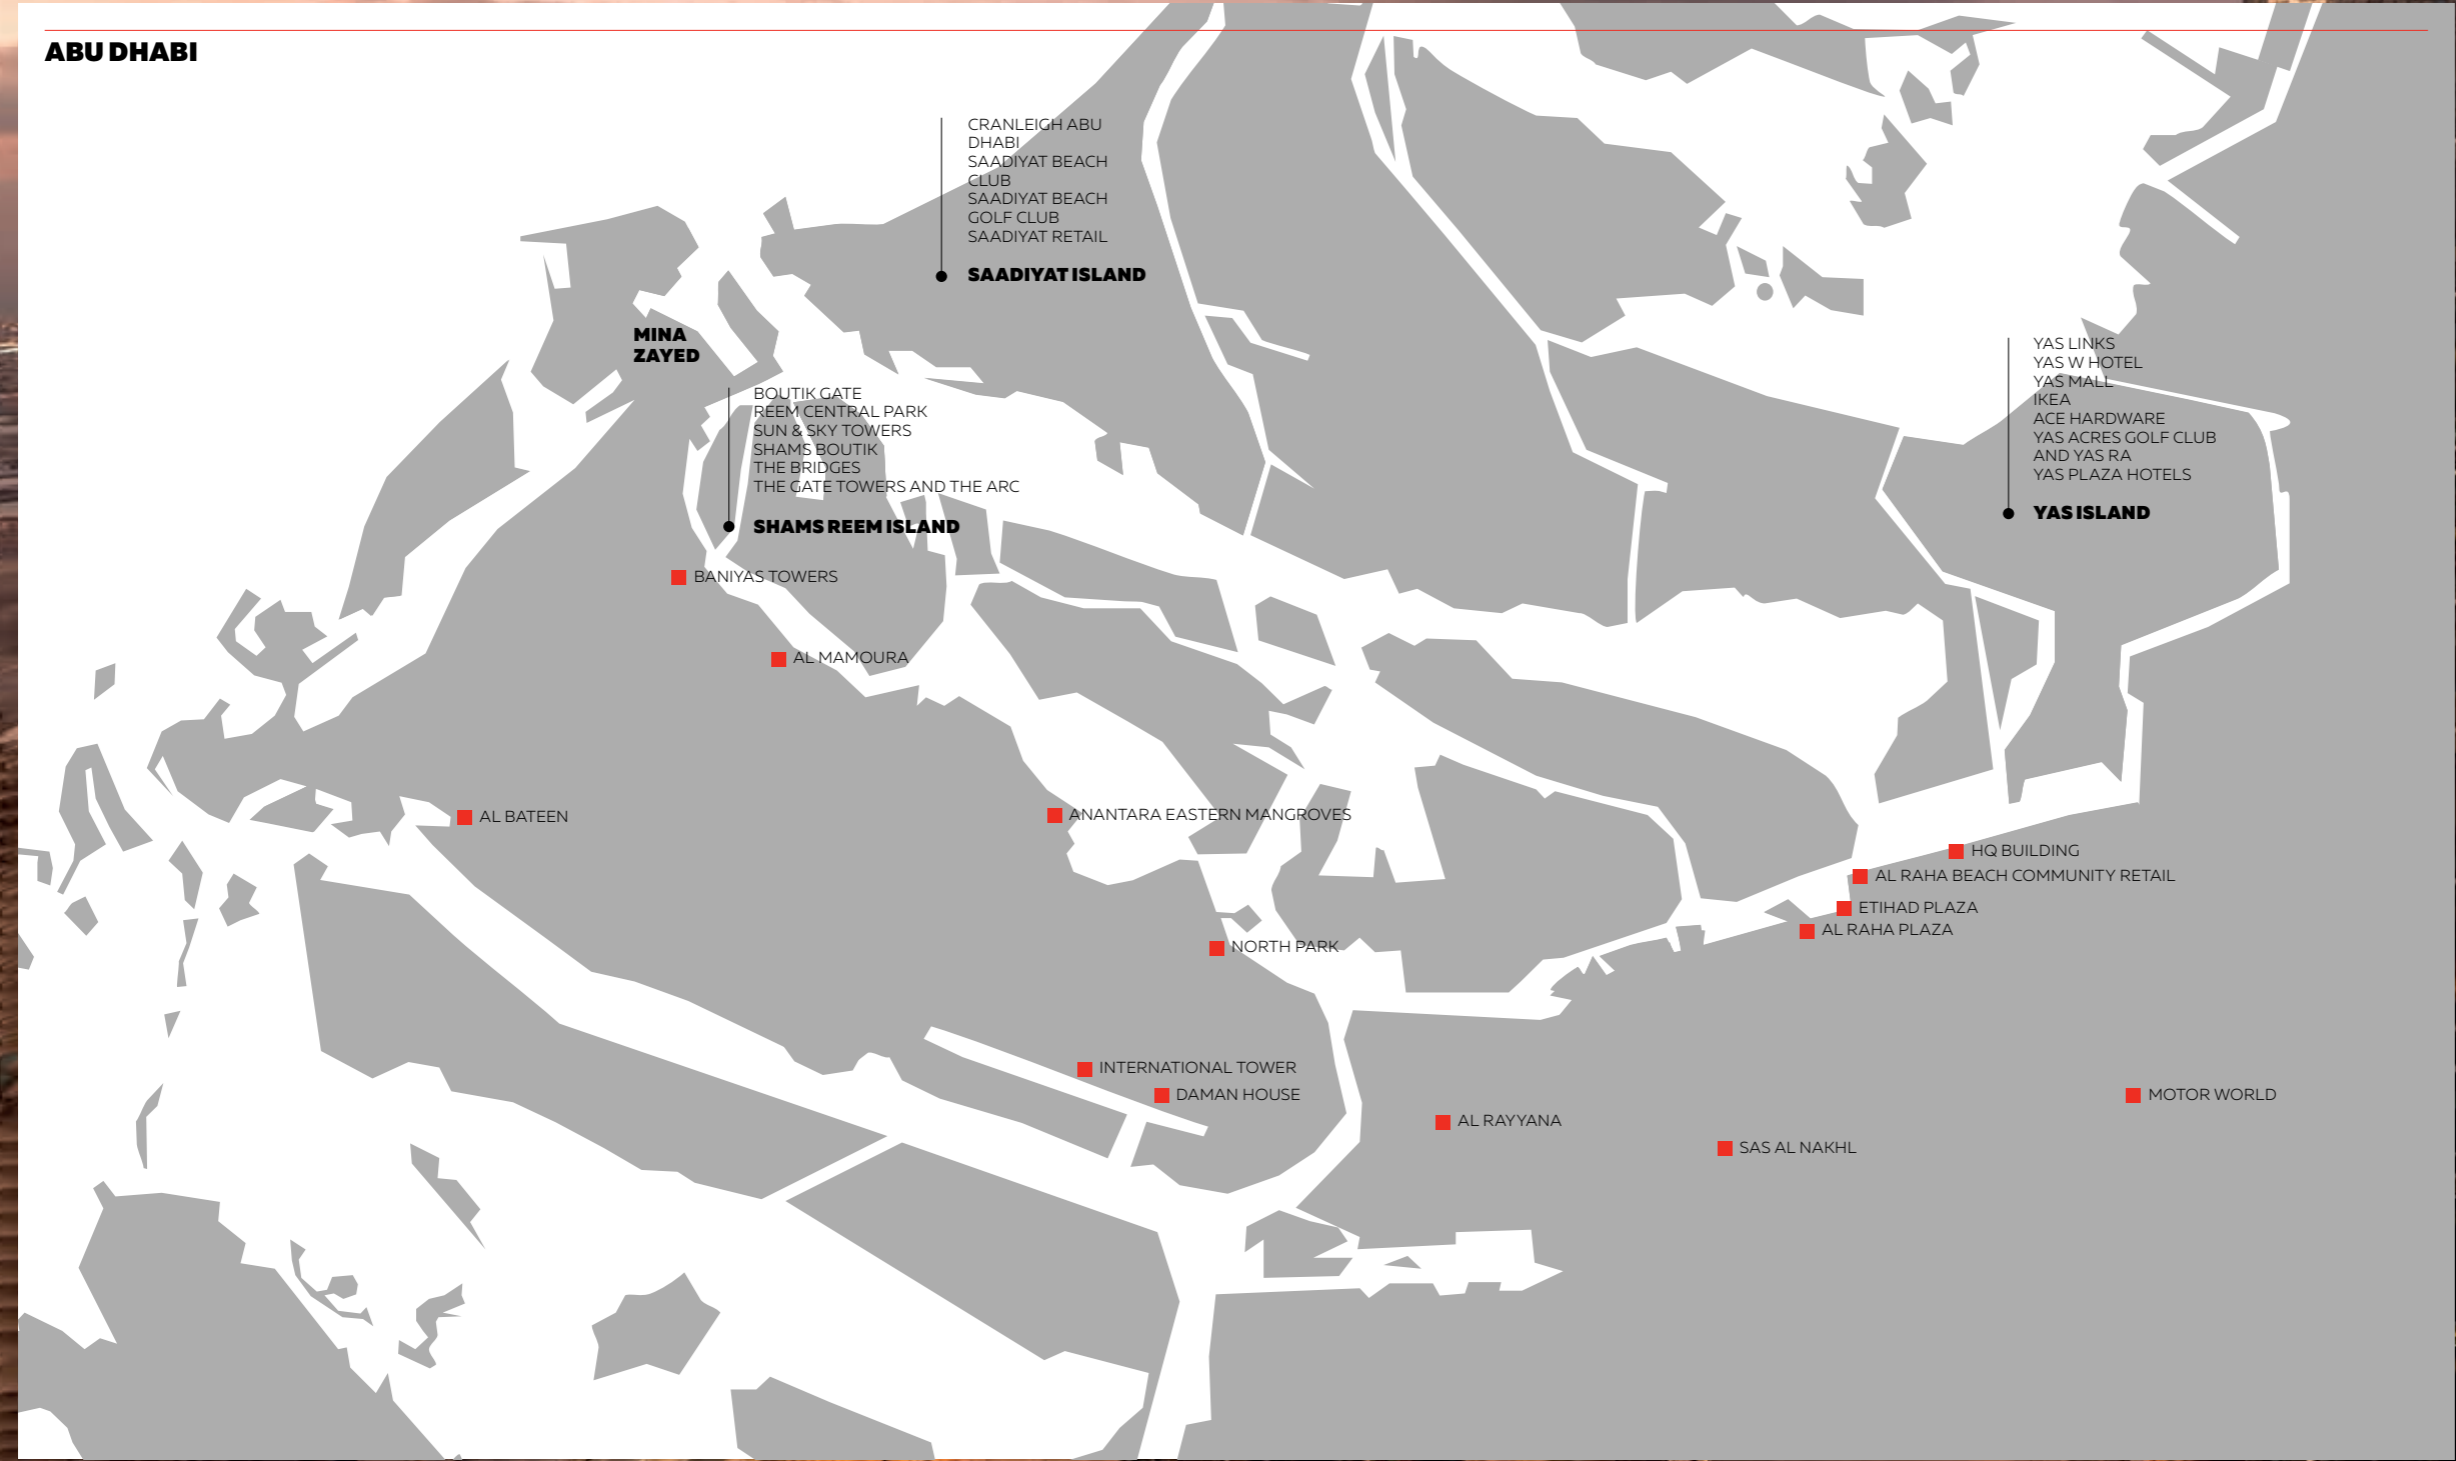 ABU DHABI
CRANLEIGH ABU
DHABI
SAADIYAT BEACH
CLUB
SAADIYAT BEACH
GOLF CLUB
SAADIYAT RETAIL
SAADIYAT ISLAND
MINA
ZAYED
BOUTIK GATE
REEM CENTRAL PARK
SUN & SKY TOWERS
SHAMS BOUTIK
THE BRIDGES
THE GATE TOWERS AND THE ARC
SHAMS REEM ISLAND
YAS LINKS
YAS W HOTEL
YAS MALL
IKEA
ACE HARDWARE
YAS ACRES GOLF CLUB
AND YAS RA
YAS PLAZA HOTELS
YAS ISLAND
BANIYAS TOWERS
AL MAMOURA
AL BATEEN
ANANTARA EASTERN MANGROVES
HQ BUILDING
AL RAHA BEACH COMMUNITY RETAIL
ETIHAD PLAZA
AL RAHA PLAZA
NORTH PARK
INTERNATIONAL TOWER
DAMAN HOUSE
AL RAYYANA
SAS AL NAKHL
MOTOR WORLD